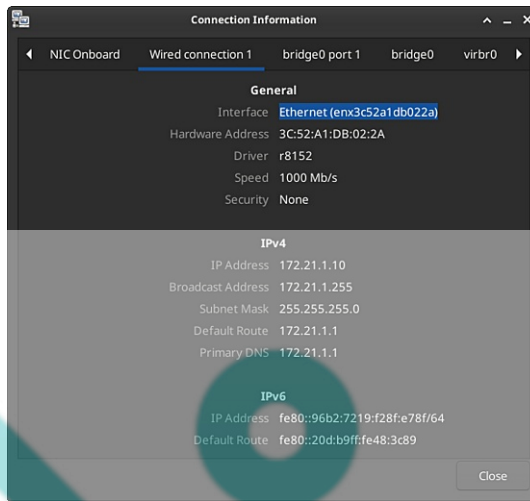 Connection Information
NIC Onboard Wired connection 1 bridge0 port 1 bridge0 virbr0
General
Interface Ethernet (enx3c52a1db022a)
Hardware Address 3C:52:A1:DB:02:2A
Driver r8152
Speed 1000 Mb/s
Security None
IPv4
IP Address 172.21.1.10
Broadcast Address 172.21.1.255
Subnet Mask 255.255.255.0
Default Route 172.21.1.1
Primary DNS 172.21.1.1
IPv6
IP Address fe80::96b2:7219:f28f:e78f/64
Default Route fe80::20d:b9ff:fe48:3c89
Close